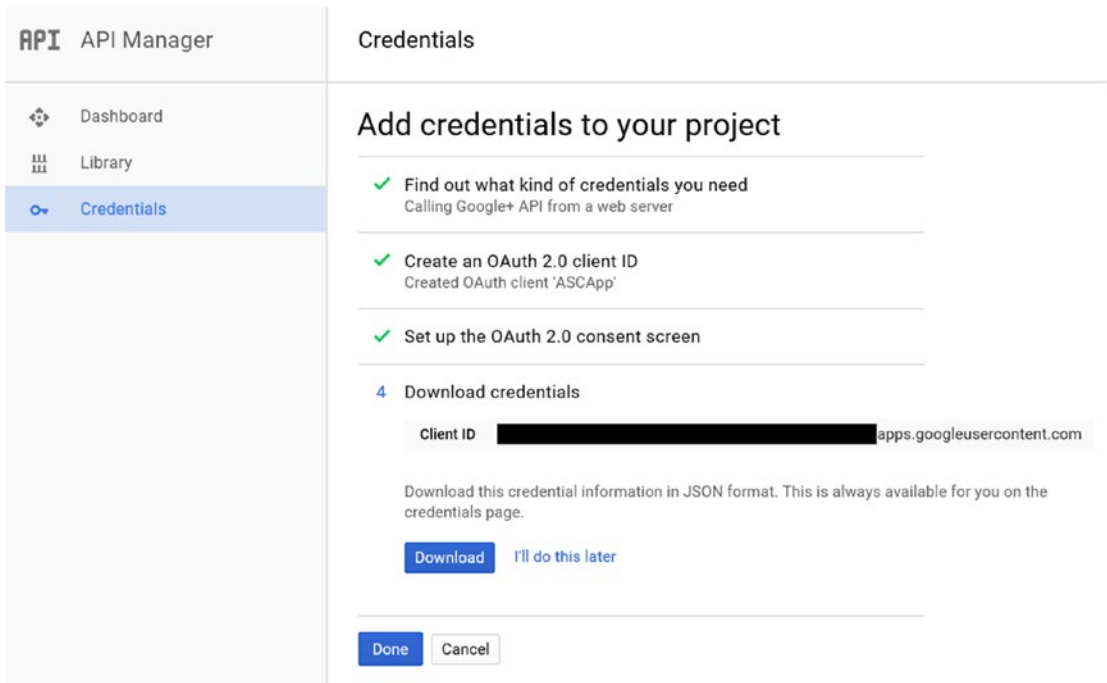 API API Manager
Credentials
Dashboard
Library
Credentials
Add credentials to your project
Find out what kind of credentials you need
Calling Google+ API from a web server
Create an OAuth 2.0 client ID
Created OAuth client 'ASCApp'
Set up the OAuth 2.0 consent screen
4 Download credentials
Client ID apps.googleusercontent.com
Download this credential information in JSON format. This is always available for you on the
credentials page.
Download I'll do this later
Done Cancel